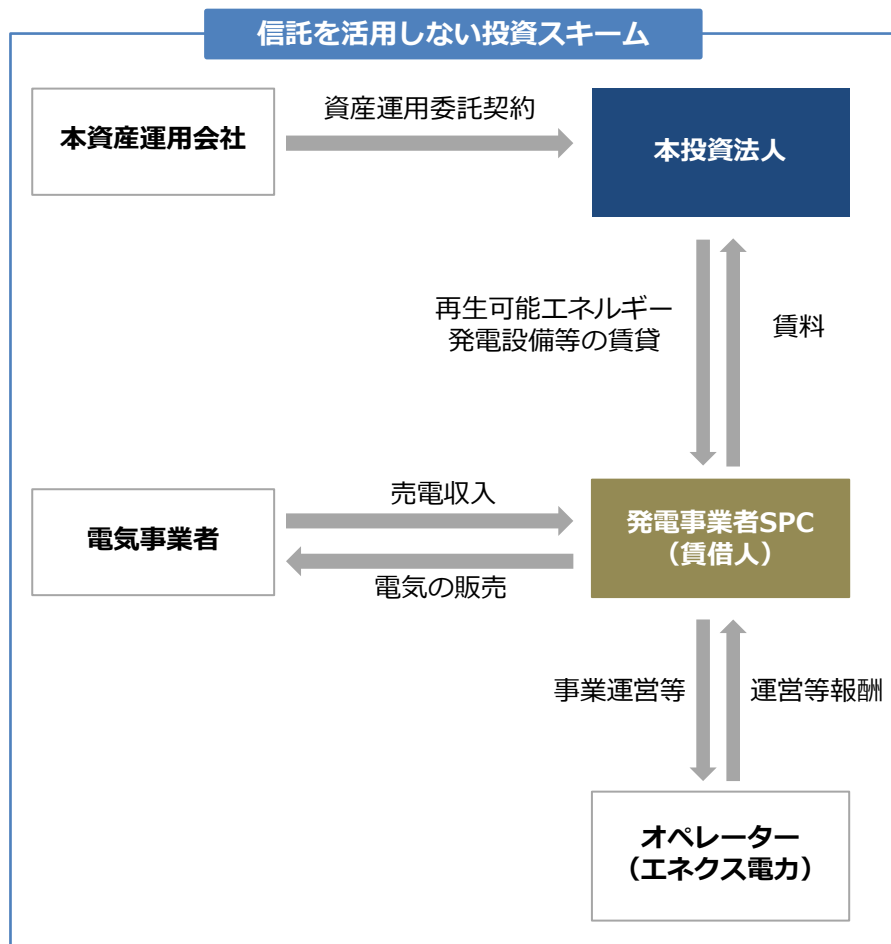 信託を活用しない投資スキーム
本資産運用会社
資産運用委託契約
本投資法人
再生可能エネルギー
発電設備等の賃貸
賃料
電気事業者
売電収入
電気の販売
発電事業者SPC
（賃借人）
事業運営等
運営等報酬
オペレーター
（エネクス電力）